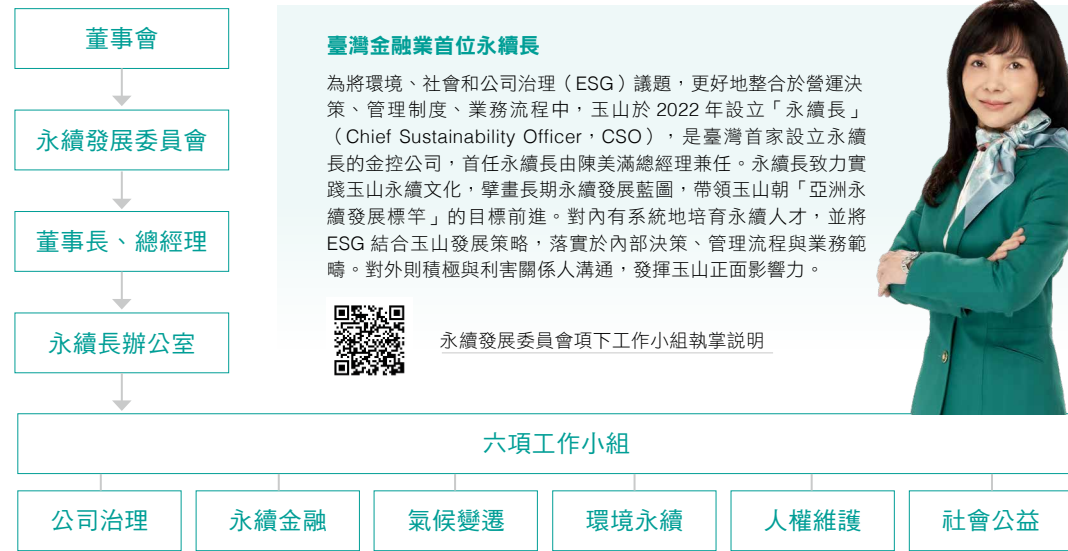 董事會
永續發展委員會
董事長、總經理
永續長辦公室
臺灣金融業首位永續長
為將環境、社會和公司治理（ESG）議題，更好地整合於營運決
策、管理制度、業務流程中，玉山於 2022 年設立「永續長」
（Chief Sustainability Officer，CSO），是臺灣首家設立永續
長的金控公司，首任永續長由陳美滿總經理兼任。永續長致力實
踐玉山永續文化，擘畫長期永續發展藍圖，帶領玉山朝「亞洲永
續發展標竿」的目標前進。對內有系統地培育永續人才，並將
ESG 結合玉山發展策略，落實於內部決策、管理流程與業務範
疇。對外則積極與利害關係人溝通，發揮玉山正面影響力。
永續發展委員會項下工作小組執掌說明
六項工作小組
公司治理
永續金融
氣候變遷
環境永續
人權維護
社會公益